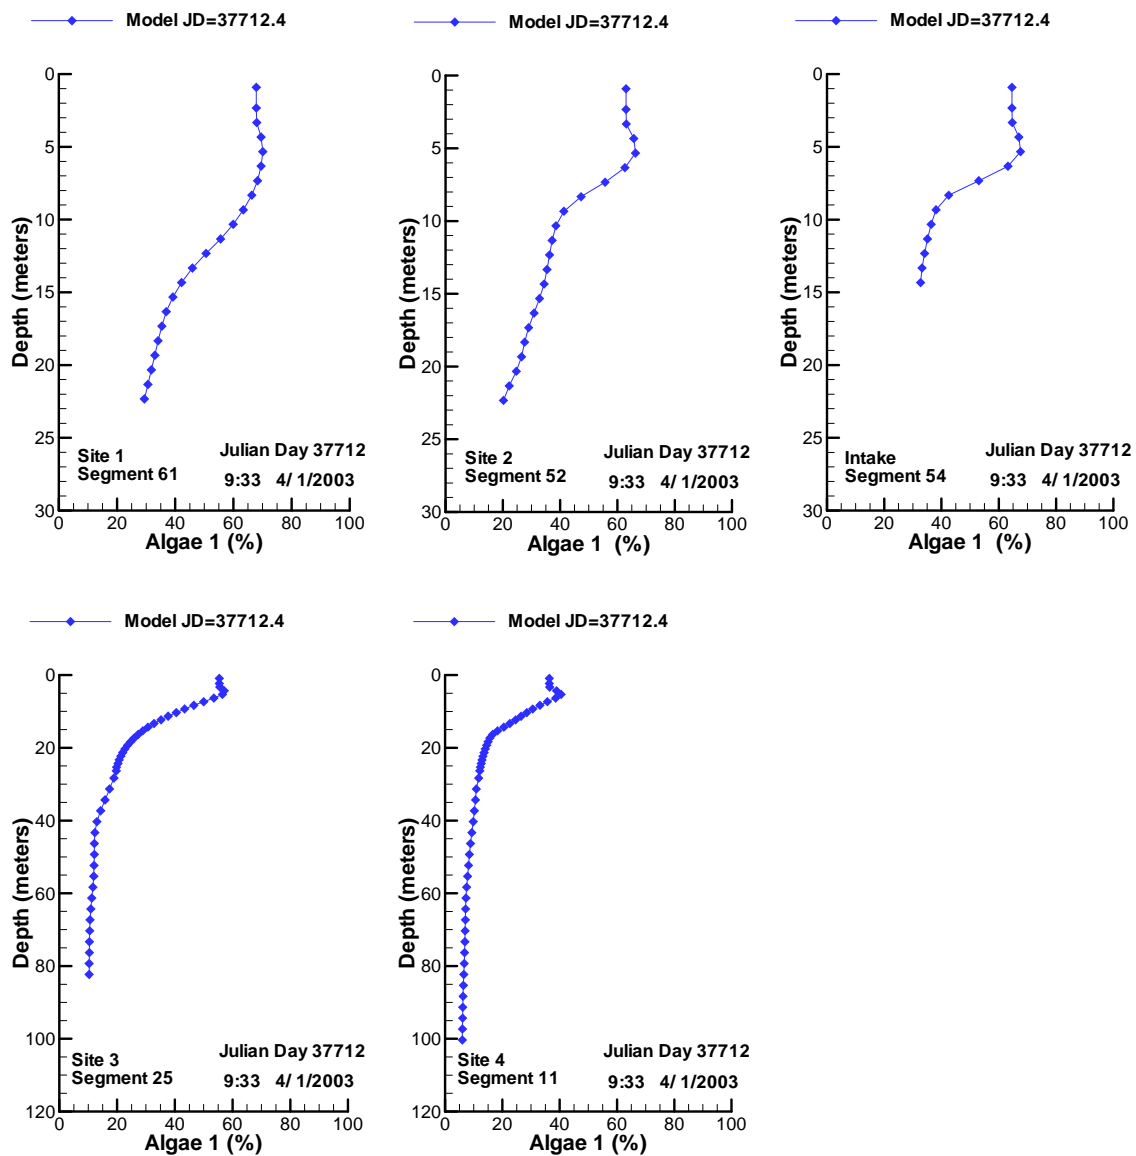 Model JD=37712.4
Model JD=37712.4
Model JD=37712.4
0
5
10
15
20
25
30
0 20 40 60 80 100
Depth (meters)
Algae 1 (%)
Site 1
Segment 61
Julian Day 37712
9:33 4/ 1/2003
0
5
10
15
20
25
30
0 20 40 60 80 100
Depth (meters)
Algae 1 (%)
Site 2
Segment 52
Julian Day 37712
9:33 4/ 1/2003
0
5
10
15
20
25
30
0 20 40 60 80 100
Depth (meters)
Algae 1 (%)
Intake
Segment 54
Julian Day 37712
9:33 4/ 1/2003
Model JD=37712.4
Model JD=37712.4
0
20
40
60
80
100
120
0 20 40 60 80 100
Depth (meters)
Algae 1 (%)
Site 3
Segment 25
Julian Day 37712
9:33 4/ 1/2003
0
20
40
60
80
100
120
0 20 40 60 80 100
Depth (meters)
Algae 1 (%)
Site 4
Segment 11
Julian Day 37712
9:33 4/ 1/2003